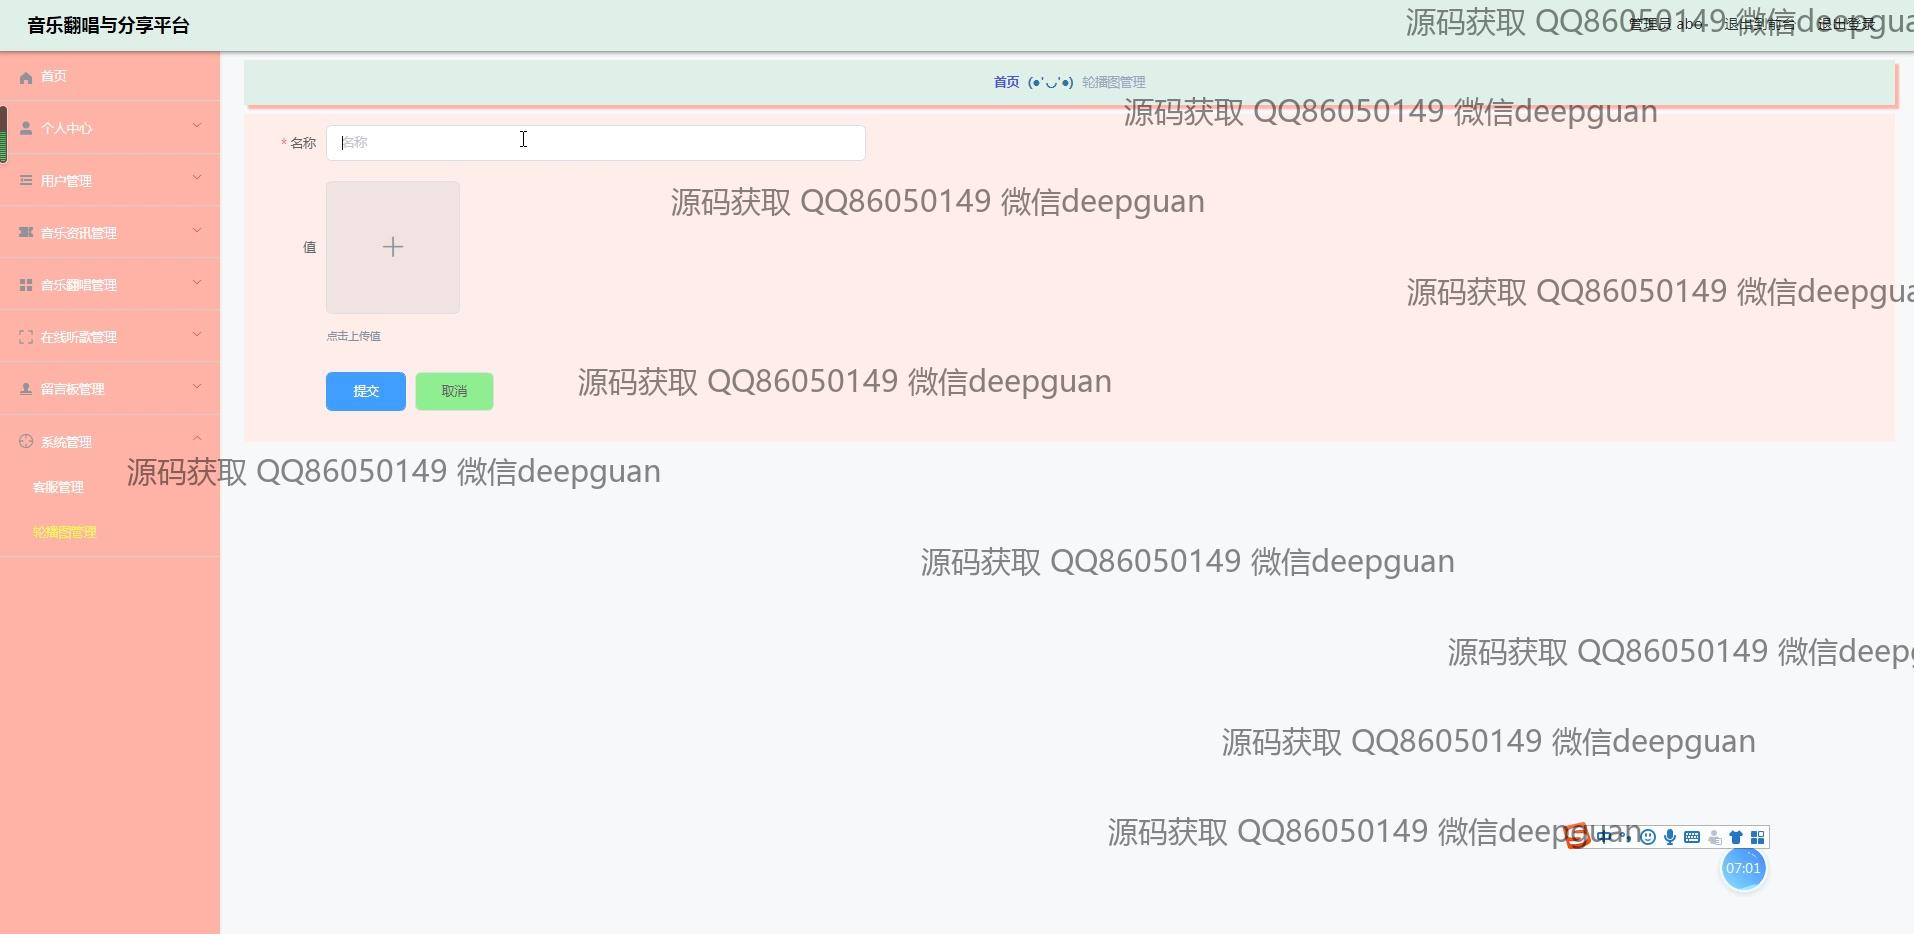 音乐翻唱与分享平台
管理员 abo 退出到前台 退出登录
源码获取 QQ86050149 微信deepgua
首页
首页 (●'◡'●) 轮播图管理
源码获取 QQ86050149 微信deepguan
个人中心
* 名称 名称
用户管理
源码获取 QQ86050149 微信deepguan
音乐资讯管理
值
音乐翻唱管理
源码获取 QQ86050149 微信deepgua
在线听歌管理
点击上传值
留言板管理
提交 取消
源码获取 QQ86050149 微信deepguan
系统管理
源码获取 QQ86050149 微信deepguan
客服管理
轮播图管理
源码获取 QQ86050149 微信deepguan
源码获取 QQ86050149 微信deepg
源码获取 QQ86050149 微信deepguan
源码获取 QQ86050149 微信deepguan
中
07:01